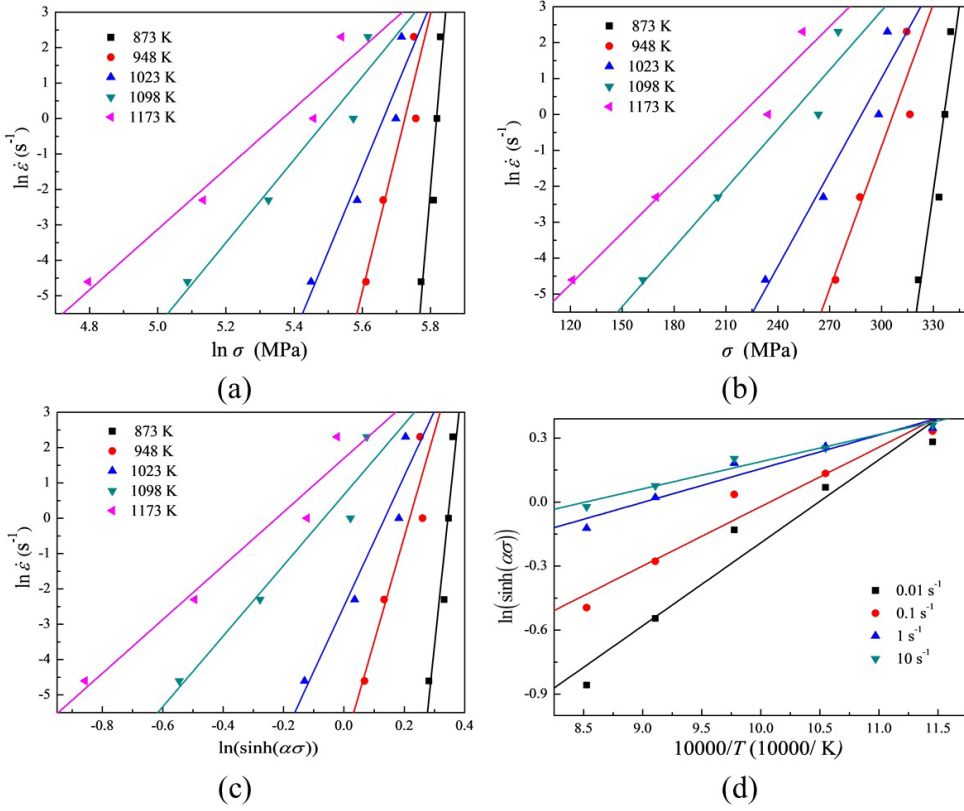 3
2
1
0
-1
-2
-3
-4
-5
ln ε̇ (s⁻¹)
873 K
948 K
1023 K
1098 K
1173 K
4.8 5.0 5.2 5.4 5.6 5.8
ln σ (MPa)
(a)
3
2
1
0
-1
-2
-3
-4
-5
ln ε̇ (s⁻¹)
873 K
948 K
1023 K
1098 K
1173 K
120 150 180 210 240 270 300 330
σ (MPa)
(b)
3
2
1
0
-1
-2
-3
-4
-5
ln ε̇ (s⁻¹)
873 K
948 K
1023 K
1098 K
1173 K
-0.8 -0.6 -0.4 -0.2 0.0 0.2 0.4
ln(sinh(ασ))
(c)
0.3
0.0
-0.3
-0.6
-0.9
ln(sinh(ασ))
0.01 s⁻¹
0.1 s⁻¹
1 s⁻¹
10 s⁻¹
8.5 9.0 9.5 10.0 10.5 11.0 11.5
10000/T (10000/ K)
(d)